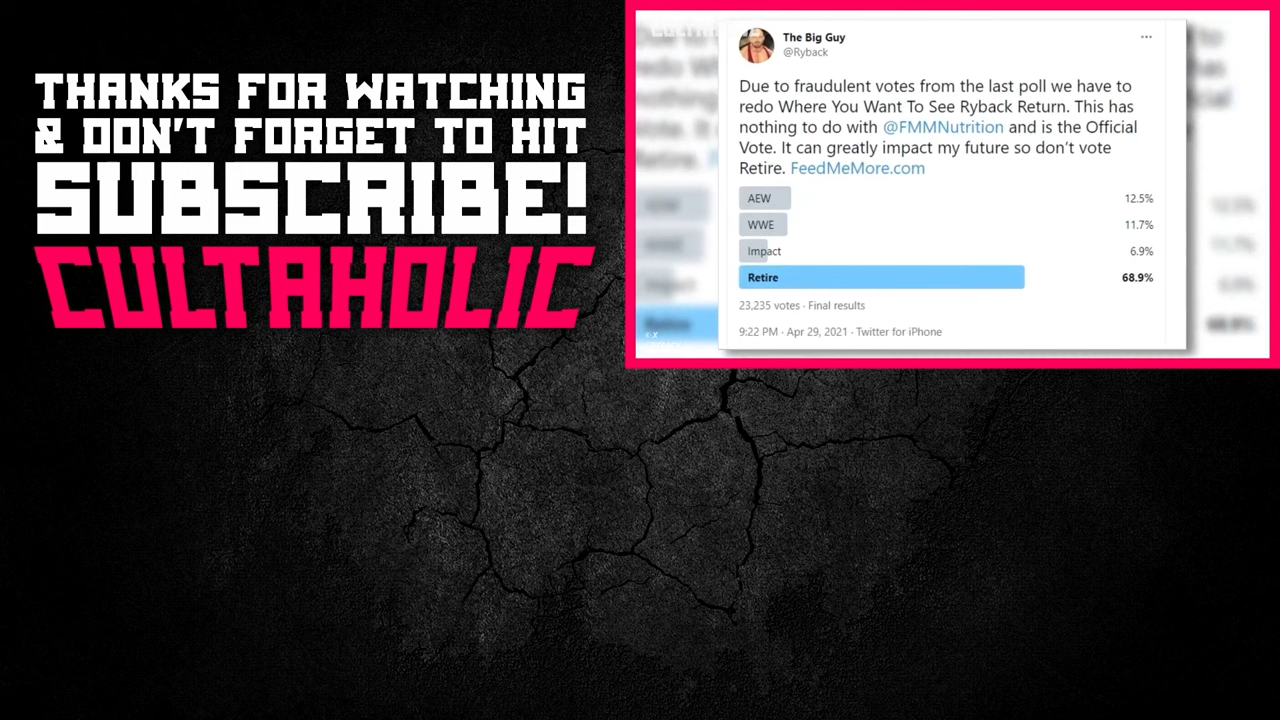 THANKS FOR WATCHING
& DON'T FORGET TO HIT
SUBSCRIBE!
CULTAHOLIC
The Big Guy
@Ryback
Due to fraudulent votes from the last poll we have to
redo Where You Want To See Ryback Return. This has
nothing to do with @FMMNutrition and is the Official
Vote. It can greatly impact my future so don't vote
Retire. FeedMeMore.com
AEW 12.5%
WWE 11.7%
Impact 6.9%
Retire 68.9%
23,235 votes · Final results
9:22 PM · Apr 29, 2021 · Twitter for iPhone